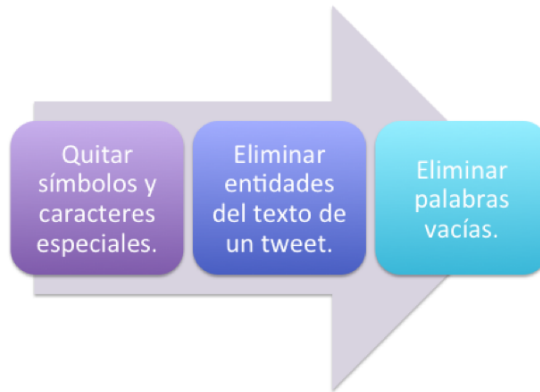 Quitar
símbolos y
caracteres
especiales.
Eliminar
entidades
del texto de
un tweet.
Eliminar
palabras
vacías.